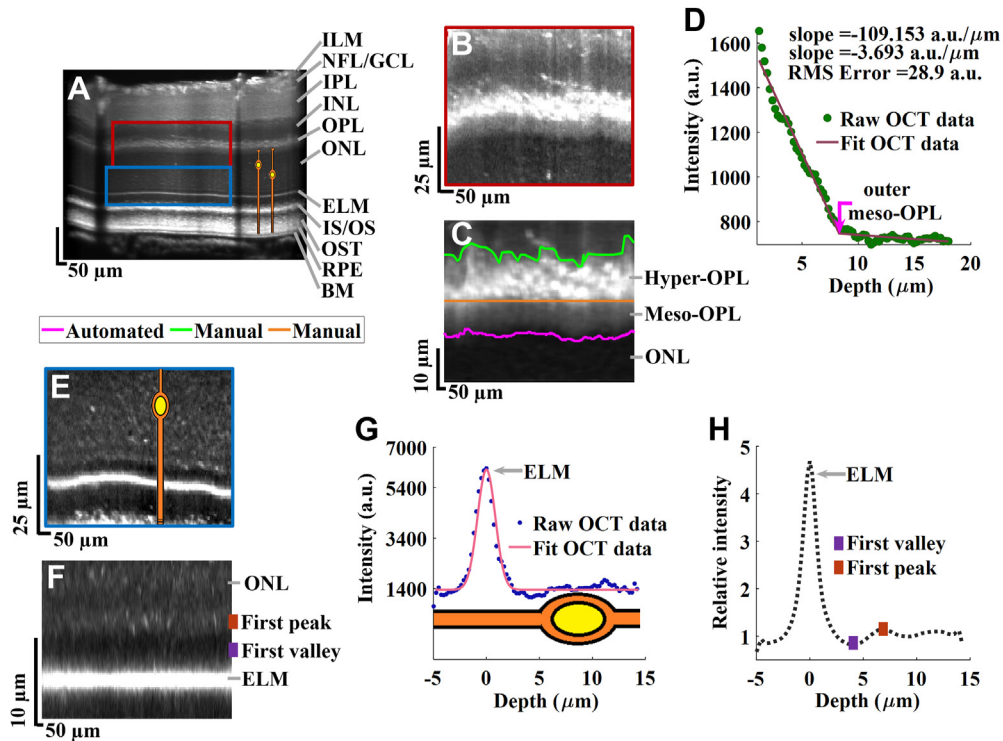 A
ILM
NFL/GCL
IPL
INL
OPL
ONL
ELM
IS/OS
OST
RPE
BM
50 µm
50 µm
Automated Manual Manual
B
25 µm
50 µm
C
Hyper-OPL
Meso-OPL
ONL
10 µm
50 µm
D
slope =-109.153 a.u./µm
slope =-3.693 a.u./µm
RMS Error =28.9 a.u.
Raw OCT data
Fit OCT data
outer
meso-OPL
Intensity (a.u.)
1600
1400
1200
1000
800
0 5 10 15 20
Depth (µm)
E
25 µm
50 µm
F
ONL
First peak
First valley
ELM
10 µm
50 µm
G
ELM
Raw OCT data
Fit OCT data
Intensity (a.u.)
7000
5400
3400
1400
-5 0 5 10 15
Depth (µm)
H
ELM
First valley
First peak
Relative intensity
5
4
3
2
1
-5 0 5 10 15
Depth (µm)